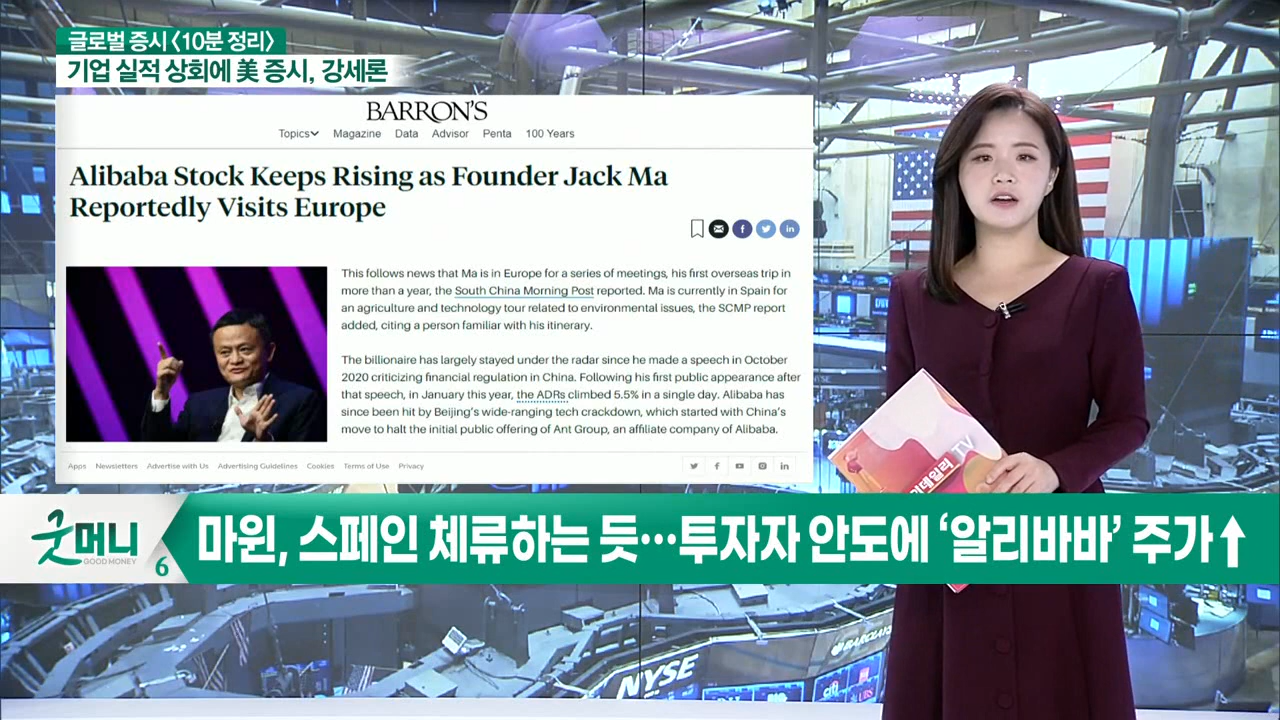 글로벌 증시 <10분 정리>
기업 실적 상회에 美 증시, 강세론
BARRON'S
Topics Magazine Data Advisor Penta 100 Years
Alibaba Stock Keeps Rising as Founder Jack Ma
Reportedly Visits Europe
This follows news that Ma is in Europe for a series of meetings, his first overseas trip in
more than a year, the South China Morning Post reported. Ma is currently in Spain for
an agriculture and technology tour related to environmental issues, the SCMP report
added, citing a person familiar with his itinerary.
The billionaire has largely stayed under the radar since he made a speech in October
2020 criticizing financial regulation in China. Following his first public appearance after
that speech, in January this year, the ADRs climbed 5.5% in a single day. Alibaba has
since been hit by Beijing's wide-ranging tech crackdown, which started with China's
move to halt the initial public offering of Ant Group, an affiliate company of Alibaba.
Apps Newsletters Advertise with Us Advertising Guidelines Cookies Terms of Use Privacy
이데일리 TV
굿머니
GOOD MONEY
6
마윈, 스페인 체류하는 듯…투자자 안도에 '알리바바' 주가↑
BARCLAYS
NYSE
citi
UBS